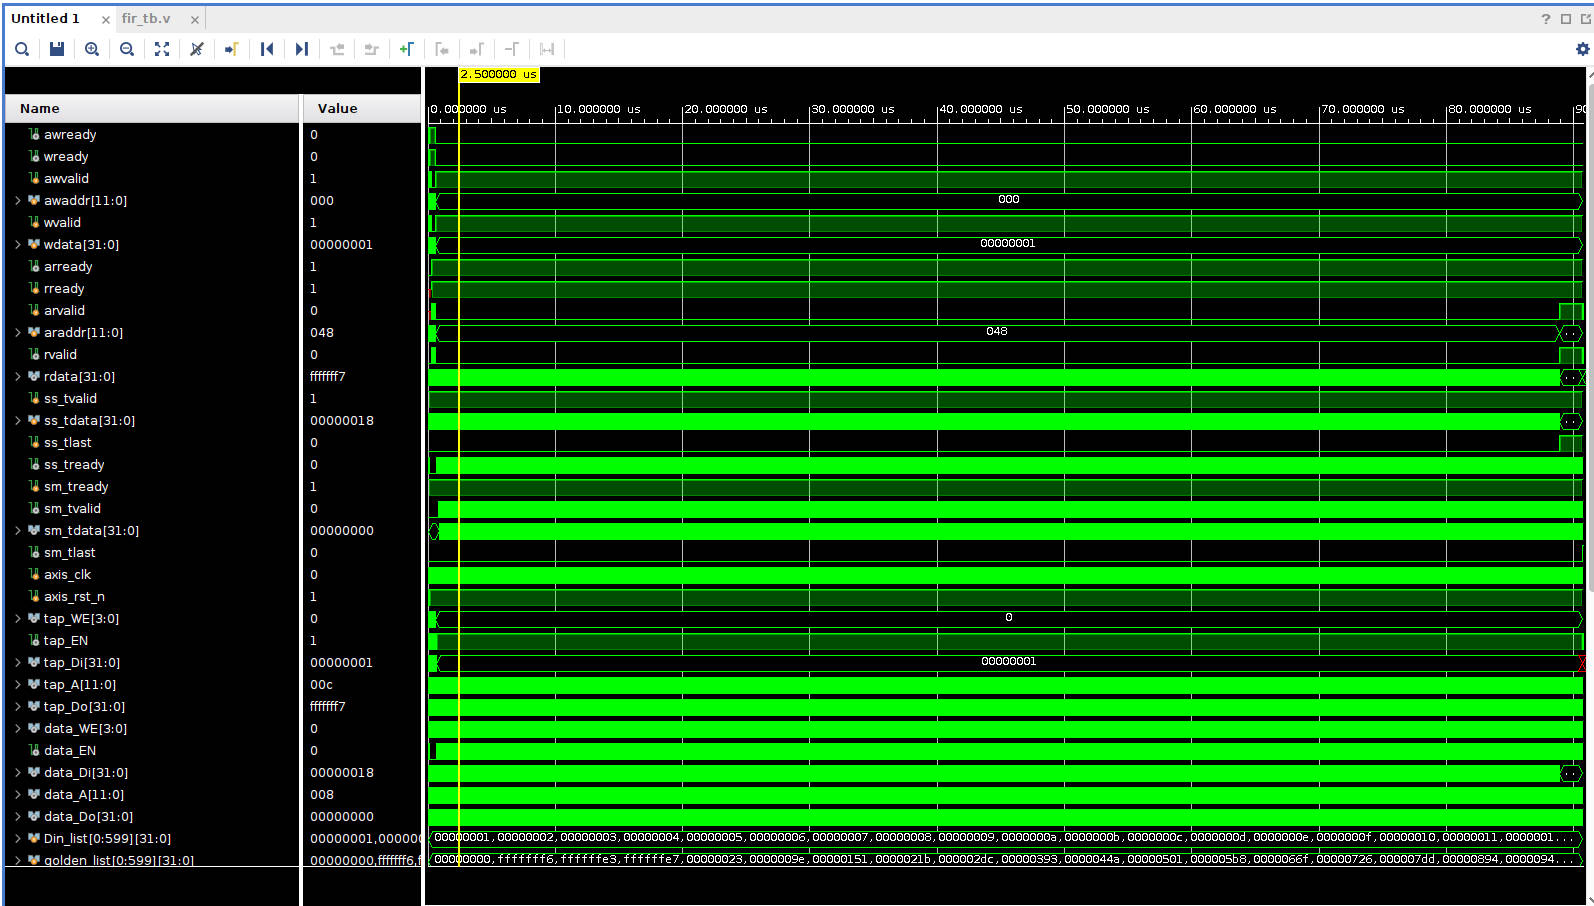 Untitled 1 × fir_tb.v ×
?
2.500000 us
Name Value
0.000000 us 10.000000 us 20.000000 us 30.000000 us 40.000000 us 50.000000 us 60.000000 us 70.000000 us 80.000000 us 90
awready 0
wready 0
awvalid 1
awaddr[11:0] 000 000
wvalid 1
wdata[31:0] 00000001 00000001
arready 1
rready 1
arvalid 0
araddr[11:0] 048 048 ..
rvalid 0
rdata[31:0] fffffff7 ..
ss_tvalid 1
ss_tdata[31:0] 00000018 ..
ss_tlast 0
ss_tready 0
sm_tready 1
sm_tvalid 0
sm_tdata[31:0] 00000000
sm_tlast 0
axis_clk 0
axis_rst_n 1
tap_WE[3:0] 0 0
tap_EN 1
tap_Di[31:0] 00000001 00000001
tap_A[11:0] 00c
tap_Do[31:0] fffffff7
data_WE[3:0] 0
data_EN 0
data_Di[31:0] 00000018 ..
data_A[11:0] 008
data_Do[31:0] 00000000
Din_list[0:599][31:0] 00000001,000000 00000001,00000002,00000003,00000004,00000005,00000006,00000007,00000008,00000009,0000000a,0000000b,0000000c,0000000d,0000000e,0000000f,00000010,00000011,0000001...
golden_list[0:599][31:0] 00000000,fffffff6,f 00000000,fffffff6,ffffffe3,ffffffe7,00000023,0000009e,00000151,0000021b,000002dc,00000393,0000044a,00000501,000005b8,0000066f,00000726,000007dd,00000894,0000094...